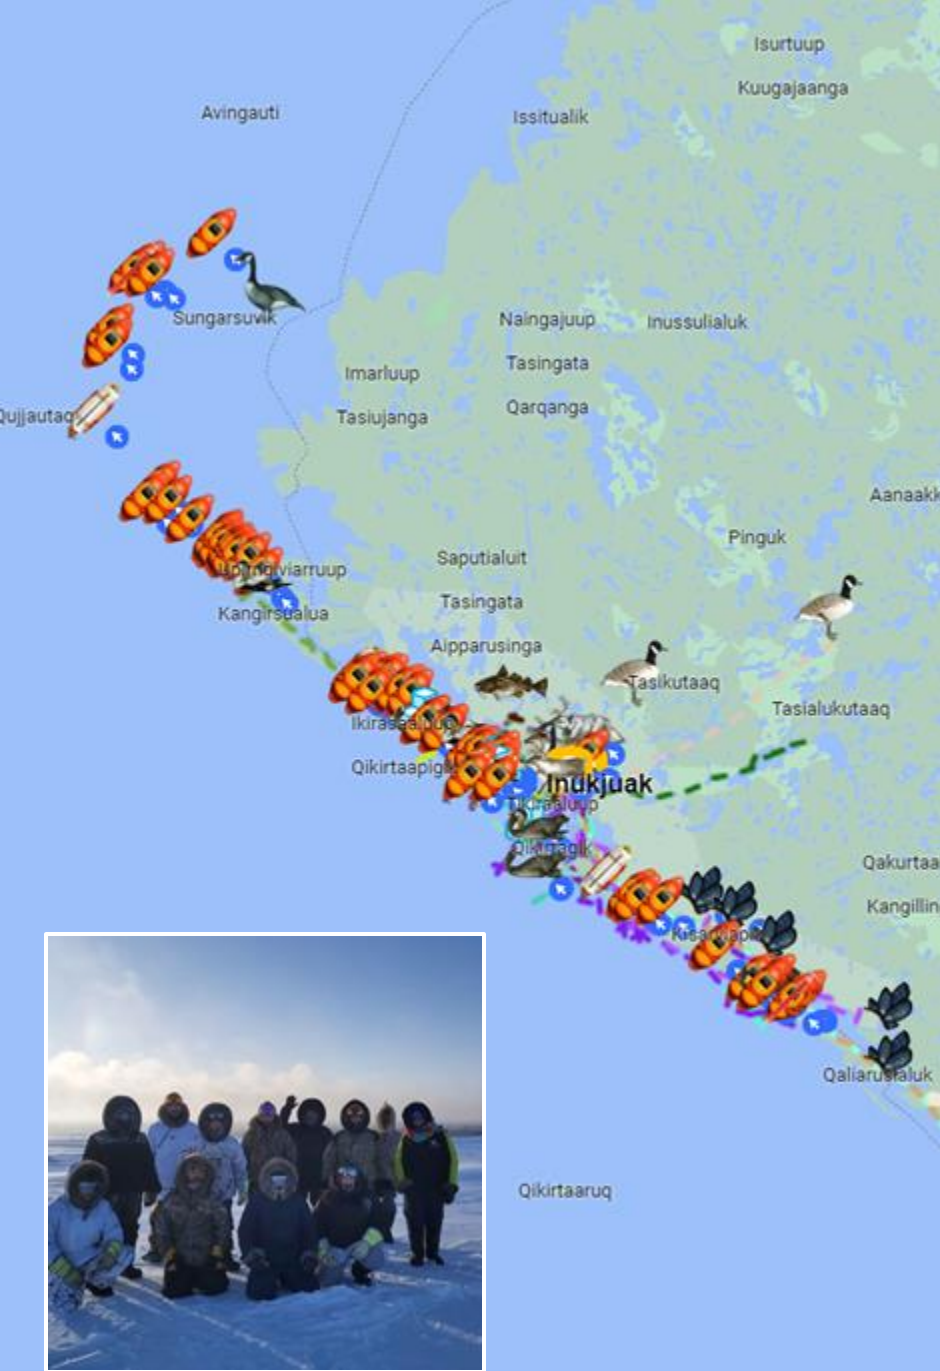 Isurtuup
Kuugajaanga
Avingauti
Issitualik
Sungarsuvik
Naingajuup
Inussulialuk
Tasingata
Imarluup
Qarqanga
Tasiujanga
Qujjautaq
Aanaakk
Pinguk
Saputialuit
Tasingata
Kangirsualua
Aipparusinga
Tasikutaaq
Tasialukutaaq
Inukjuak
Qakurtaa
Kangillin
Qaliarusialuk
Qikirtaaruq